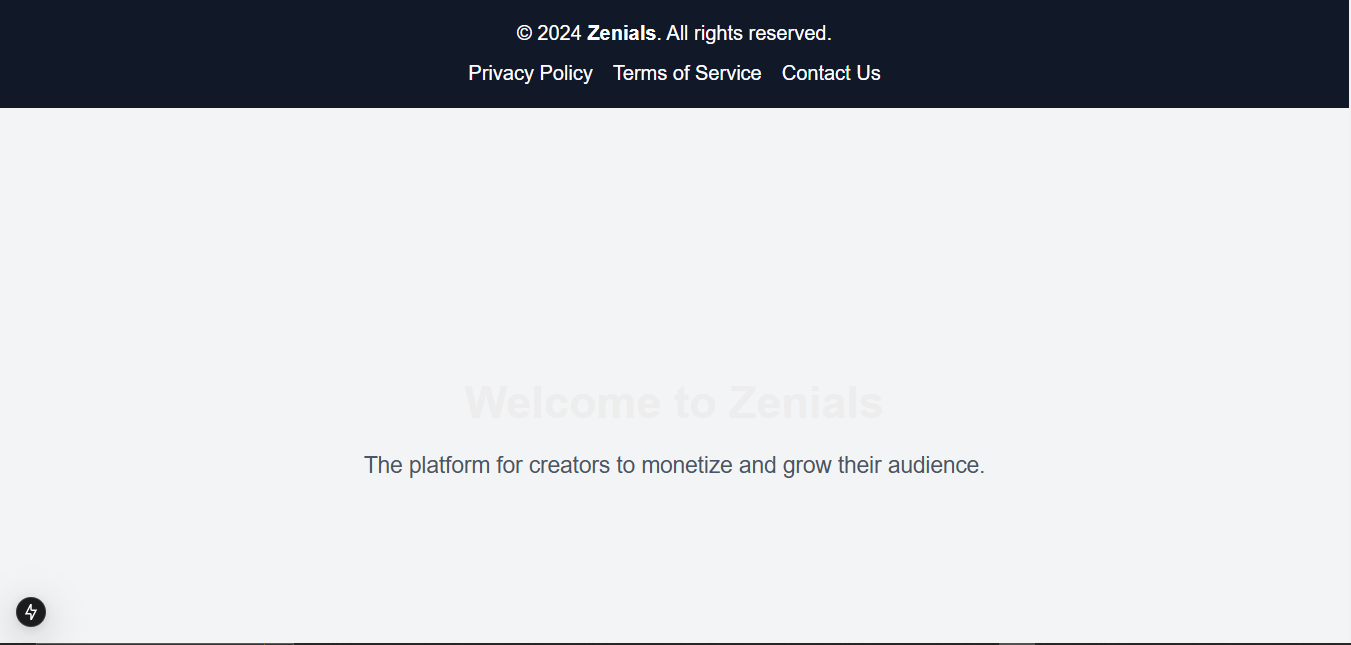 © 2024 Zenials. All rights reserved.
Privacy Policy Terms of Service Contact Us
Welcome to Zenials
The platform for creators to monetize and grow their audience.